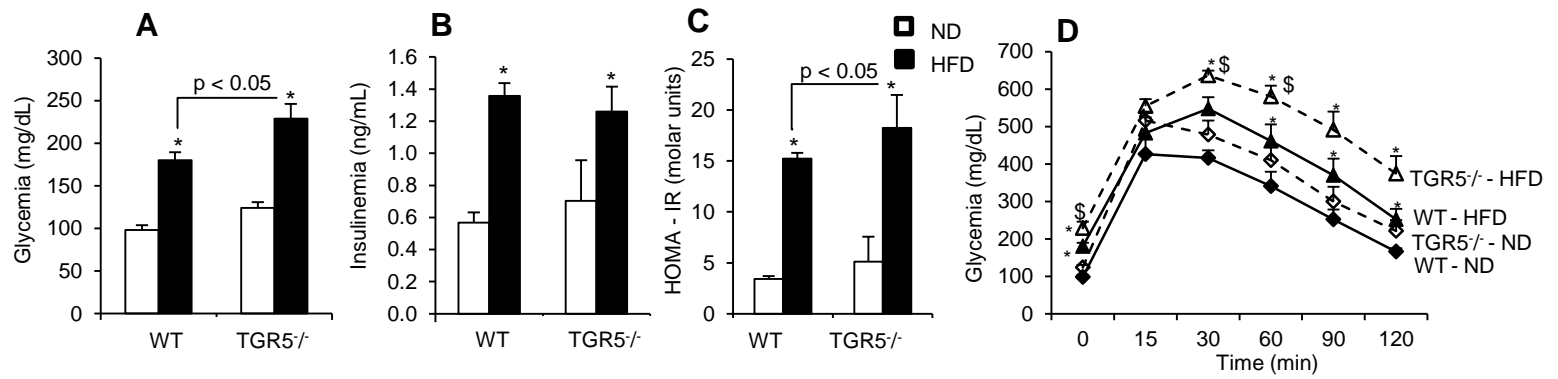 A
Glycemia (mg/dL)
300
250
200
150
100
50
0
p < 0.05
*
*
WT
TGR5-/-
B
Insulinemia (ng/mL)
1.6
1.4
1.2
1.0
0.8
0.6
0.4
0.2
0.0
*
*
WT
TGR5-/-
C
HOMA - IR (molar units)
25
20
15
10
5
0
p < 0.05
*
*
WT
TGR5-/-
ND
HFD
D
Glycemia (mg/dL)
700
600
500
400
300
200
100
0
$
*
*
* $
* $
*
*
*
*
*
TGR5-/- - HFD
WT - HFD
TGR5-/- - ND
WT - ND
0
15
30
60
90
120
Time (min)